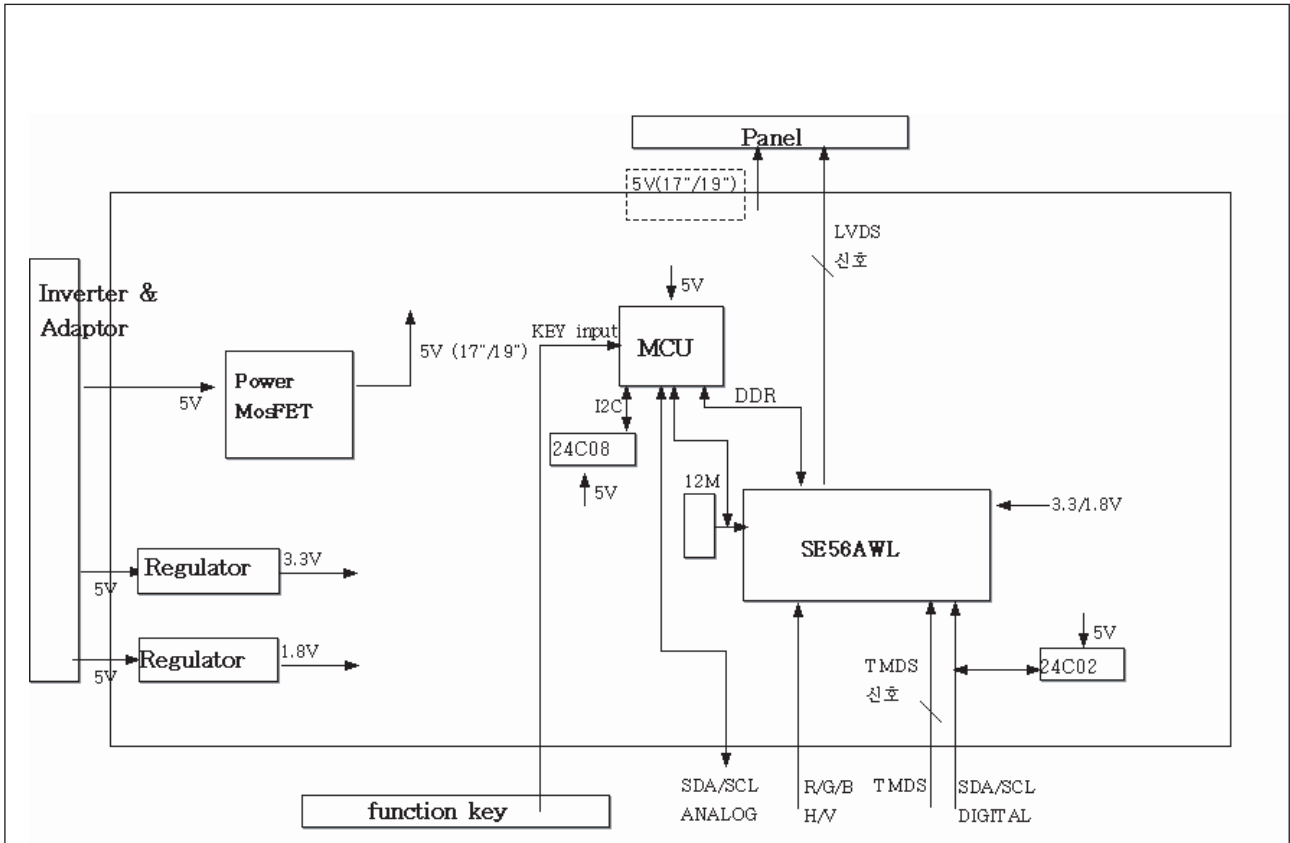 Panel
5V(17"/19")
LVDS
신호
Inverter &
Adaptor
5V
KEY input
MCU
5V (17"/19")
Power
MosFET
5V
I2C
DDR
24C08
5V
12M
3.3/1.8V
SE56AWL
Regulator
3.3V
5V
5V
Regulator
1.8V
5V
24C02
TMDS
신호
SDA/SCL
ANALOG
R/G/B
H/V
TMDS
SDA/SCL
DIGITAL
function key